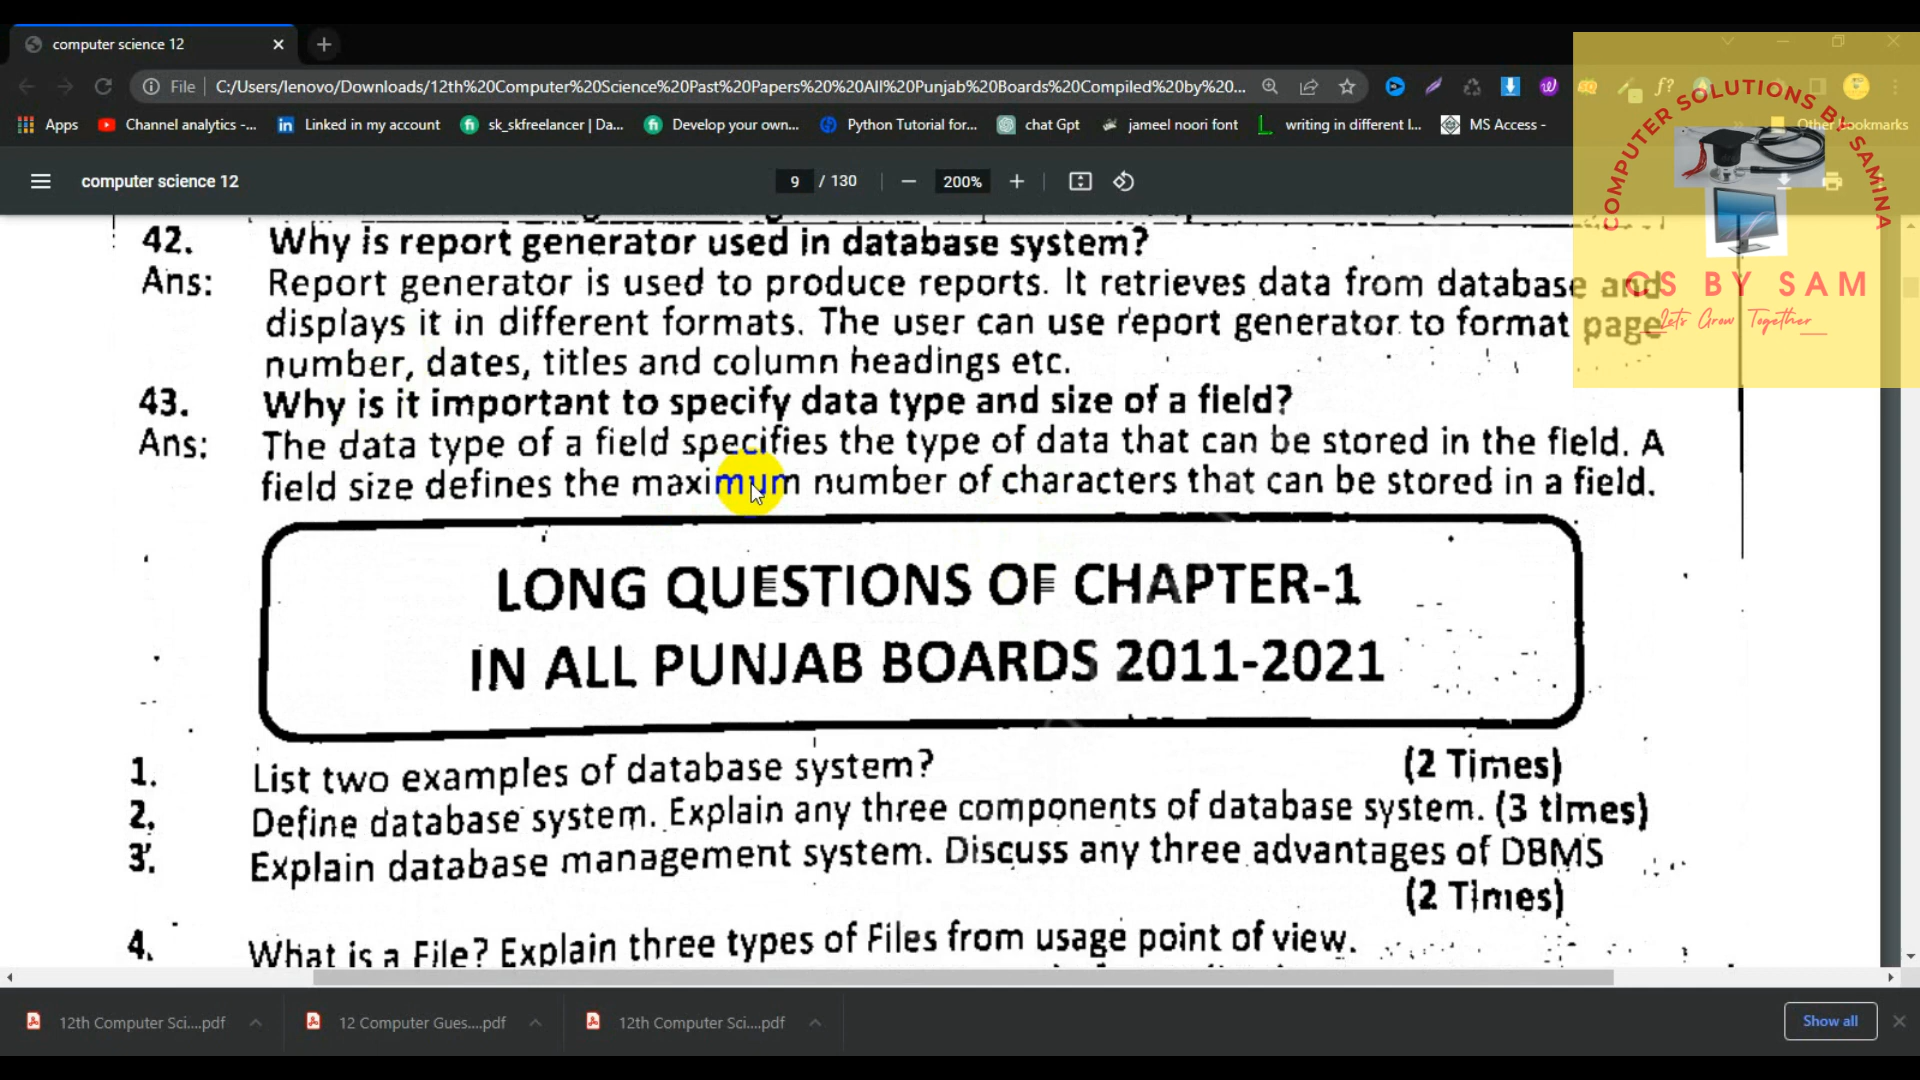 computer science 12
File
C:/Users/lenovo/Downloads/12th%20Computer%20Science%20Past%20Papers%20%20All%20Punjab%20Boards%20Compiled%20by%20...
Apps
Channel analytics -...
Linked in my account
sk_skfreelancer | Da...
Develop your own...
Python Tutorial for...
chat Gpt
jameel noori font
writing in different l...
MS Access -
Other bookmarks
computer science 12
9 / 130
200%
COMPUTER SOLUTIONS BY SAMINA
CS BY SAM
Let's Grow Together
42. Why is report generator used in database system?
Ans: Report generator is used to produce reports. It retrieves data from database and
displays it in different formats. The user can use report generator to format page
number, dates, titles and column headings etc.
43. Why is it important to specify data type and size of a field?
Ans: The data type of a field specifies the type of data that can be stored in the field. A
field size defines the maximum number of characters that can be stored in a field.
LONG QUESTIONS OF CHAPTER-1
IN ALL PUNJAB BOARDS 2011-2021
1. List two examples of database system? (2 Times)
2. Define database system. Explain any three components of database system. (3 times)
3. Explain database management system. Discuss any three advantages of DBMS
(2 Times)
4. What is a File? Explain three types of Files from usage point of view.
12th Computer Sci....pdf
12 Computer Gues....pdf
12th Computer Sci....pdf
Show all